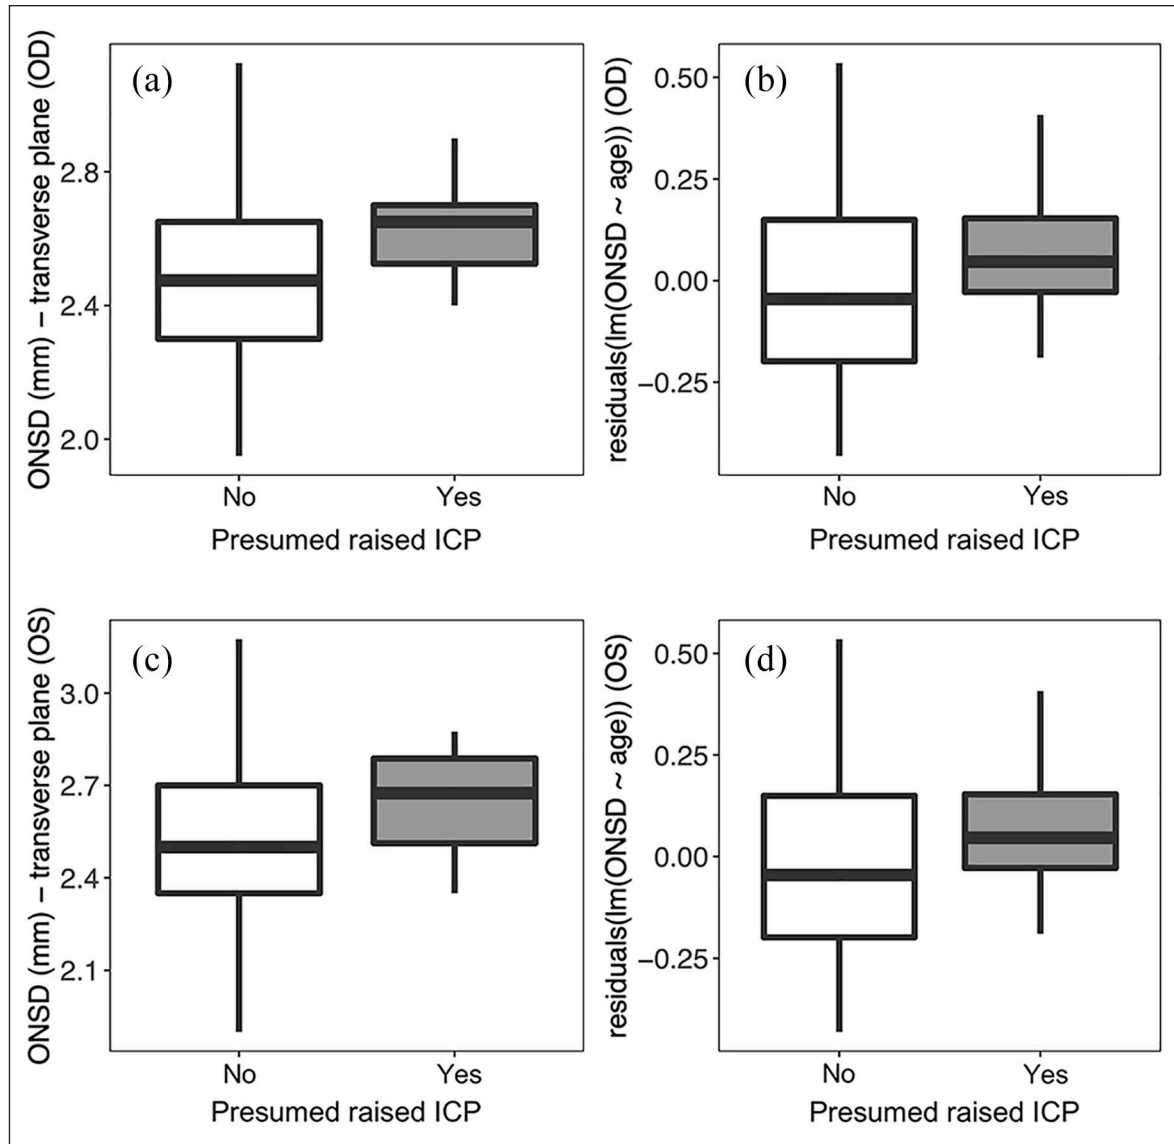 (a)
ONSD (mm) – transverse plane (OD)
2.8
2.4
2.0
No Yes
Presumed raised ICP
(b)
residuals(lm(ONSD ~ age)) (OD)
0.50
0.25
0.00
−0.25
No Yes
Presumed raised ICP
(c)
ONSD (mm) – transverse plane (OS)
3.0
2.7
2.4
2.1
No Yes
Presumed raised ICP
(d)
residuals(lm(ONSD ~ age)) (OS)
0.50
0.25
0.00
−0.25
No Yes
Presumed raised ICP